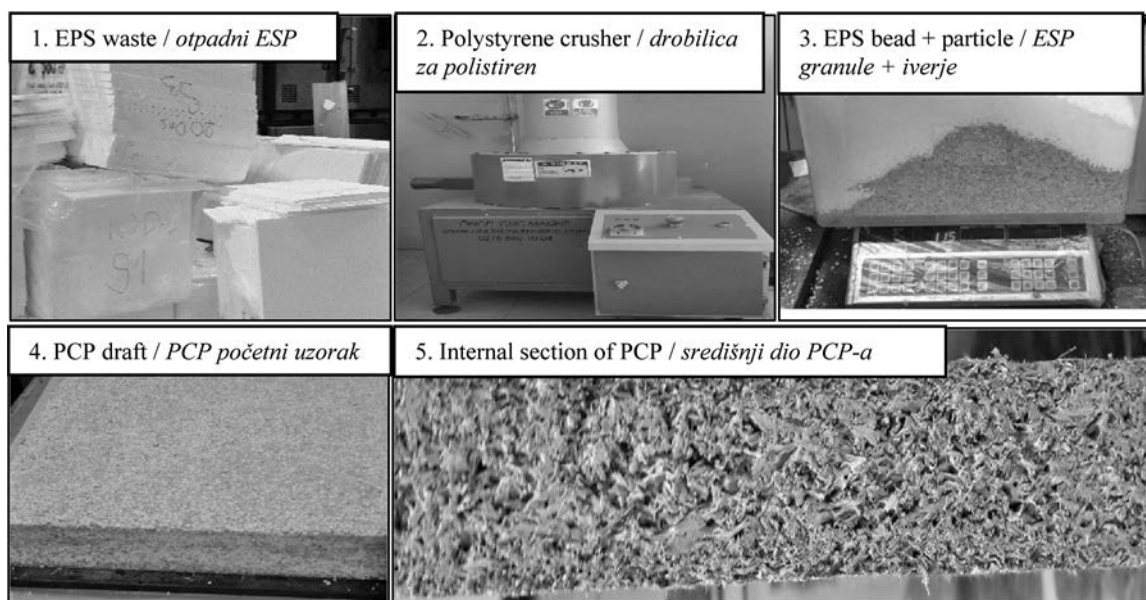 1. EPS waste / otpadni ESP
2. Polystyrene crusher / drobilica
za polistiren
3. EPS bead + particle / ESP
granule + iverje
4. PCP draft / PCP početni uzorak
5. Internal section of PCP / središnji dio PCP-a